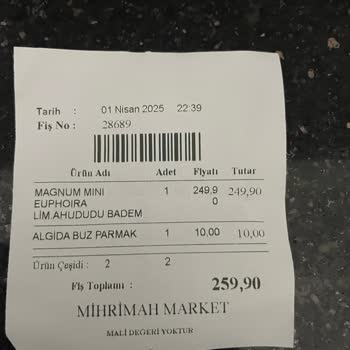 Tarih : 01 Nisan 2025 22:39
Fiş No : 28689
Ürün Adı Adet Fiyatı Tutar
MAGNUM MINI 1 249,9 249,90
EUPHOIRA 0
LİM.AHUDUDU BADEM
ALGİDA BUZ PARMAK 1 10,00 10,00
Ürün Çeşidi : 2 2
Fiş Toplamı : 259,90
MİHRİMAH MARKET
MALİ DEĞERİ YOKTUR